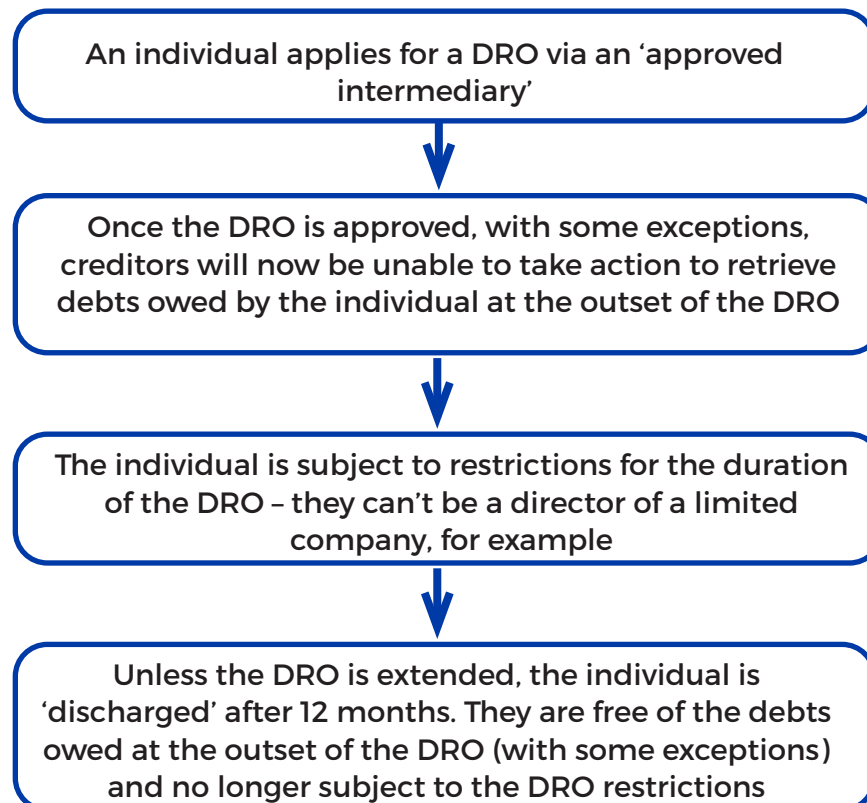 An individual applies for a DRO via an ‘approved
intermediary’
Once the DRO is approved, with some exceptions,
creditors will now be unable to take action to retrieve
debts owed by the individual at the outset of the DRO
The individual is subject to restrictions for the duration
of the DRO – they can’t be a director of a limited
company, for example
Unless the DRO is extended, the individual is
‘discharged’ after 12 months. They are free of the debts
owed at the outset of the DRO (with some exceptions)
and no longer subject to the DRO restrictions